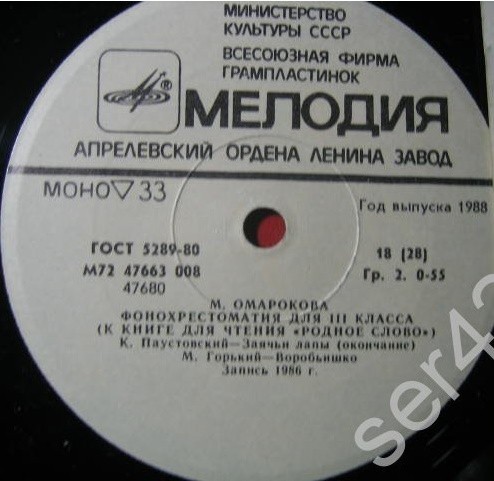 МИНИСТЕРСТВО
КУЛЬТУРЫ СССР
ВСЕСОЮЗНАЯ ФИРМА
ГРАМПЛАСТИНОК
МЕЛОДИЯ
АПРЕЛЕВСКИЙ ОРДЕНА ЛЕНИНА ЗАВОД
МОНО ▽ 33
Год выпуска 1988
ГОСТ 5289-80
18 (28)
М72 47663 008
Гр. 2. 0-55
47680
М. ОМАРОКОВА
ФОНОХРЕСТОМАТИЯ ДЛЯ III КЛАССА
(К КНИГЕ ДЛЯ ЧТЕНИЯ «РОДНОЕ СЛОВО»)
К. Паустовский—Заячьи лапы (окончание)
М. Горький—Воробьишко
Запись 1986 г.
ser42